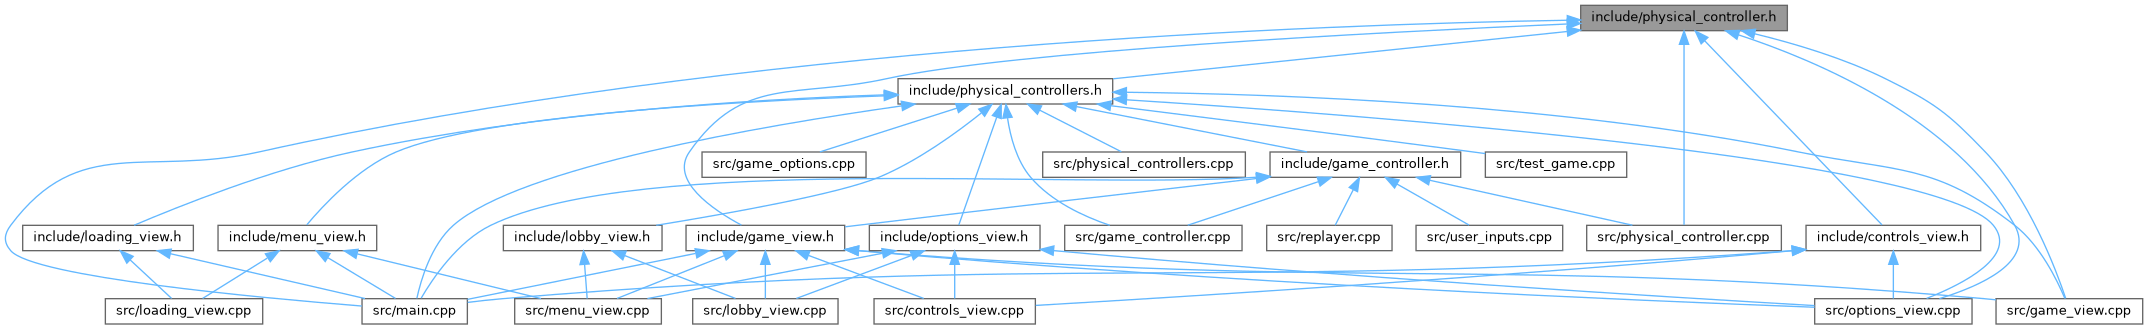 include/physical_controller.h
include/physical_controllers.h
src/game_options.cpp
src/physical_controllers.cpp
include/game_controller.h
src/test_game.cpp
include/loading_view.h
include/menu_view.h
include/lobby_view.h
include/game_view.h
include/options_view.h
src/game_controller.cpp
src/replayer.cpp
src/user_inputs.cpp
src/physical_controller.cpp
include/controls_view.h
src/loading_view.cpp
src/main.cpp
src/menu_view.cpp
src/lobby_view.cpp
src/controls_view.cpp
src/options_view.cpp
src/game_view.cpp